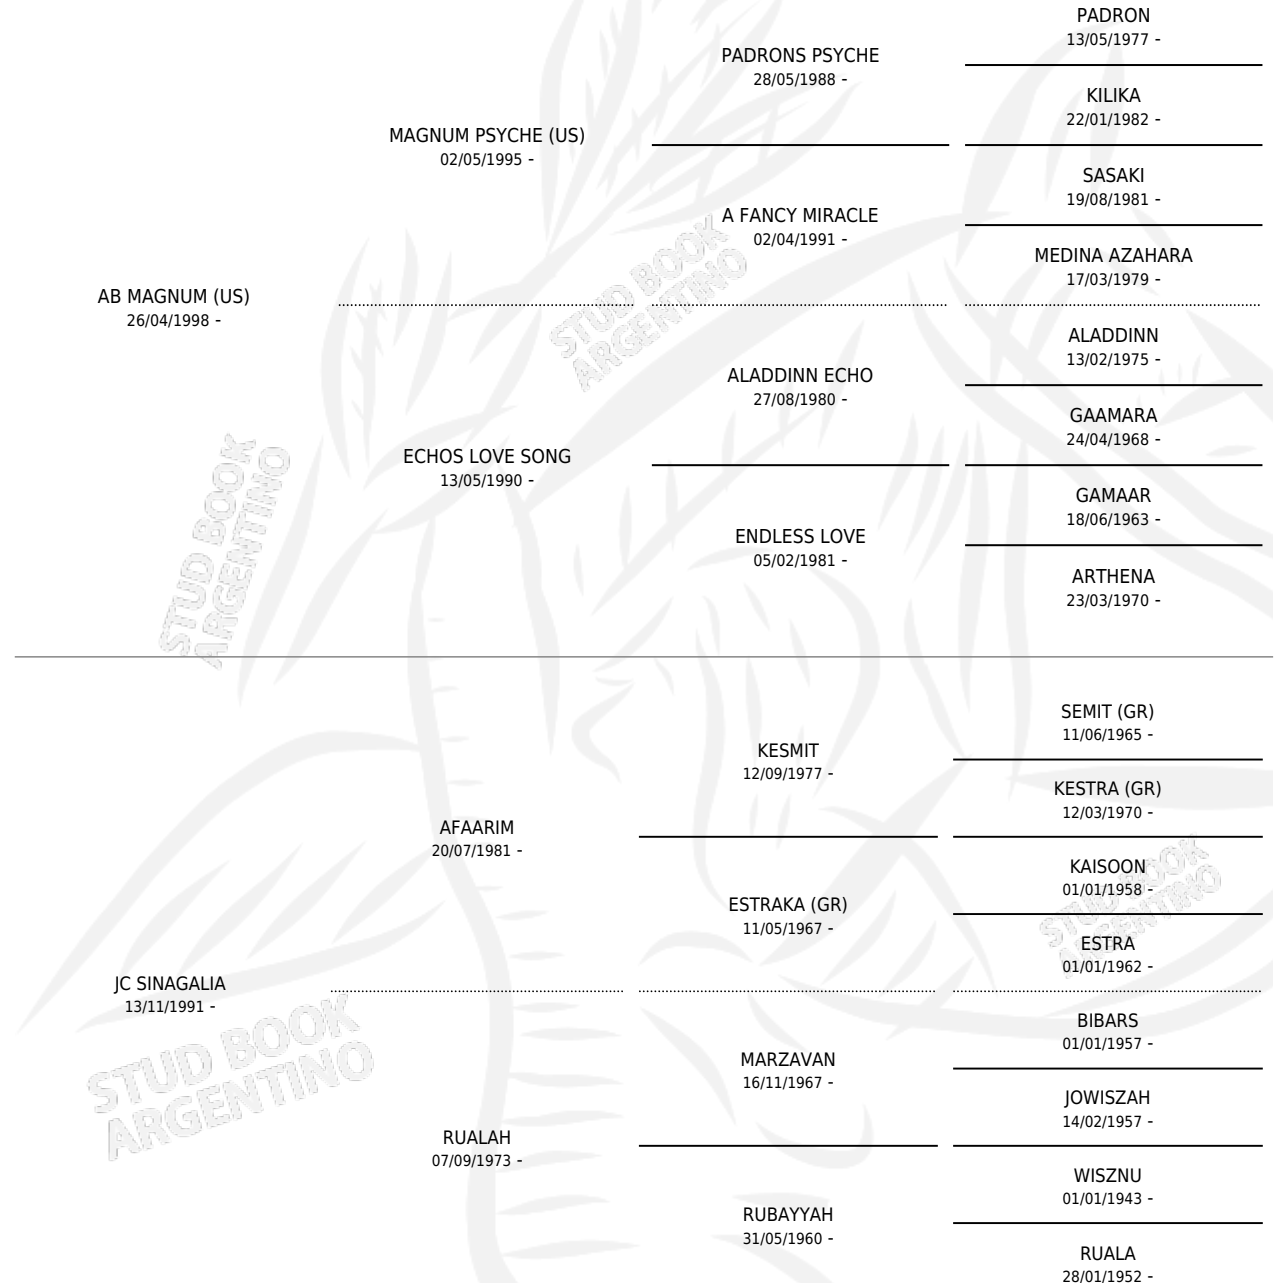 PADRON
13/05/1977 -
PADRONS PSYCHE
28/05/1988 -
KILIKA
22/01/1982 -
MAGNUM PSYCHE (US)
02/05/1995 -
SASAKI
19/08/1981 -
A FANCY MIRACLE
02/04/1991 -
MEDINA AZAHARA
17/03/1979 -
AB MAGNUM (US)
26/04/1998 -
ALADDINN
13/02/1975 -
ALADDINN ECHO
27/08/1980 -
GAAMARA
24/04/1968 -
ECHOS LOVE SONG
13/05/1990 -
GAMAAR
18/06/1963 -
ENDLESS LOVE
05/02/1981 -
ARTHENA
23/03/1970 -
SEMIT (GR)
11/06/1965 -
KESMIT
12/09/1977 -
KESTRA (GR)
12/03/1970 -
AFAARIM
20/07/1981 -
KAISOON
01/01/1958 -
ESTRAKA (GR)
11/05/1967 -
ESTRA
01/01/1962 -
JC SINAGALIA
13/11/1991 -
BIBARS
01/01/1957 -
MARZAVAN
16/11/1967 -
JOWISZAH
14/02/1957 -
RUALAH
07/09/1973 -
WISZNU
01/01/1943 -
RUBAYYAH
31/05/1960 -
RUALA
28/01/1952 -
STUD BOOK
ARGENTINO
STUD BOOK
ARGENTINO
STUD BOOK
ARGENTINO
STUD BOOK
ARGENTINO